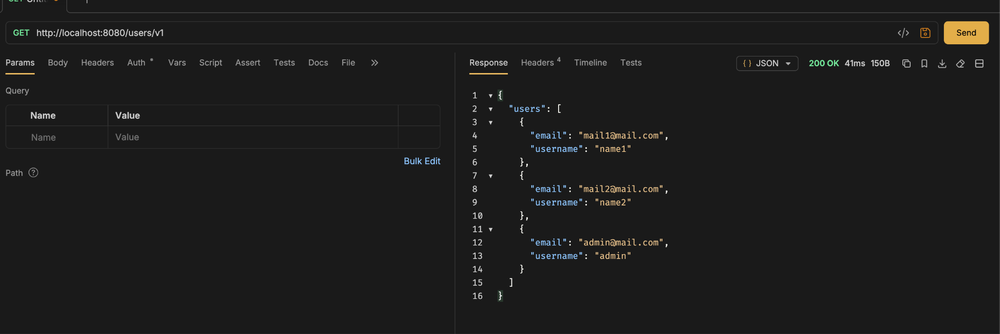 GET
GET http://localhost:8080/users/v1 </> Send
Params Body Headers Auth Vars Script Assert Tests Docs File
Query
Name Value
Name Value
Bulk Edit
Path ?
Response Headers 4 Timeline Tests { } JSON 200 OK 41ms 150B
1 {
2 "users": [
3 {
4 "email": "mail1@mail.com",
5 "username": "name1"
6 },
7 {
8 "email": "mail2@mail.com",
9 "username": "name2"
10 },
11 {
12 "email": "admin@mail.com",
13 "username": "admin"
14 }
15 ]
16 }